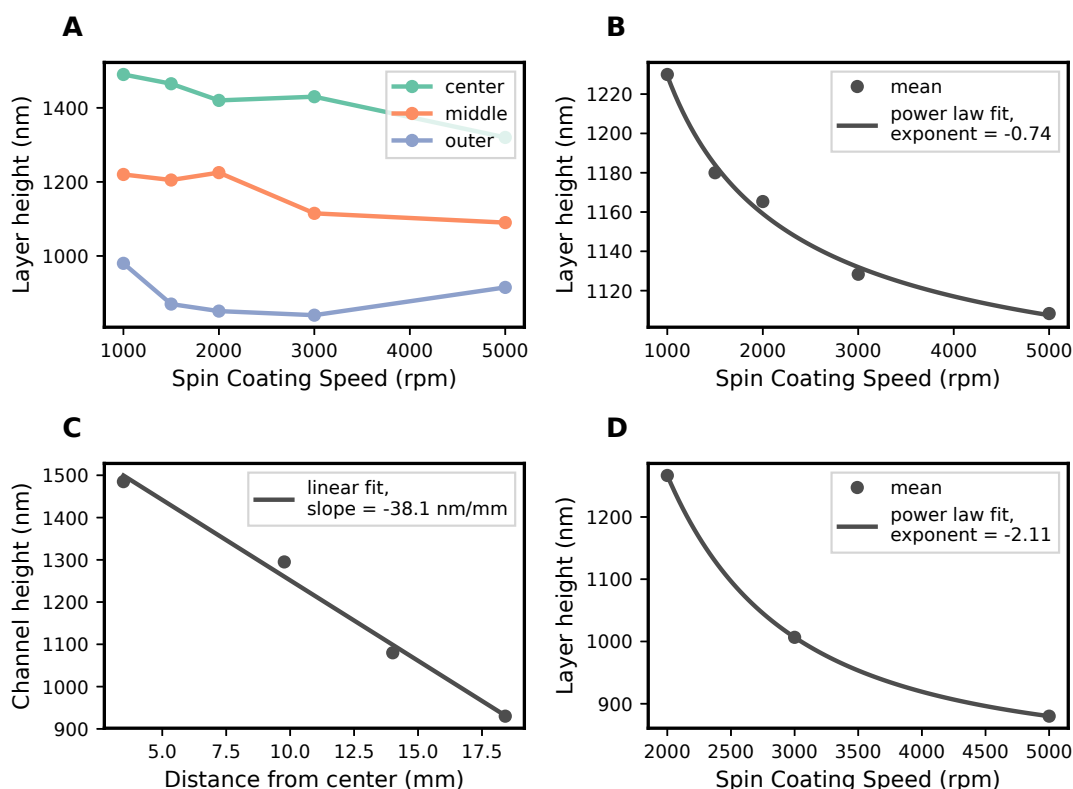 A
B
Layer height (nm)
1400
1200
1000
center
middle
outer
1000
2000
3000
4000
5000
Spin Coating Speed (rpm)
Layer height (nm)
1220
1200
1180
1160
1140
1120
mean
power law fit,
exponent = -0.74
1000
2000
3000
4000
5000
Spin Coating Speed (rpm)
C
D
Channel height (nm)
1500
1400
1300
1200
1100
1000
900
linear fit,
slope = -38.1 nm/mm
5.0
7.5
10.0
12.5
15.0
17.5
Distance from center (mm)
Layer height (nm)
1200
1100
1000
900
mean
power law fit,
exponent = -2.11
2000
2500
3000
3500
4000
4500
5000
Spin Coating Speed (rpm)